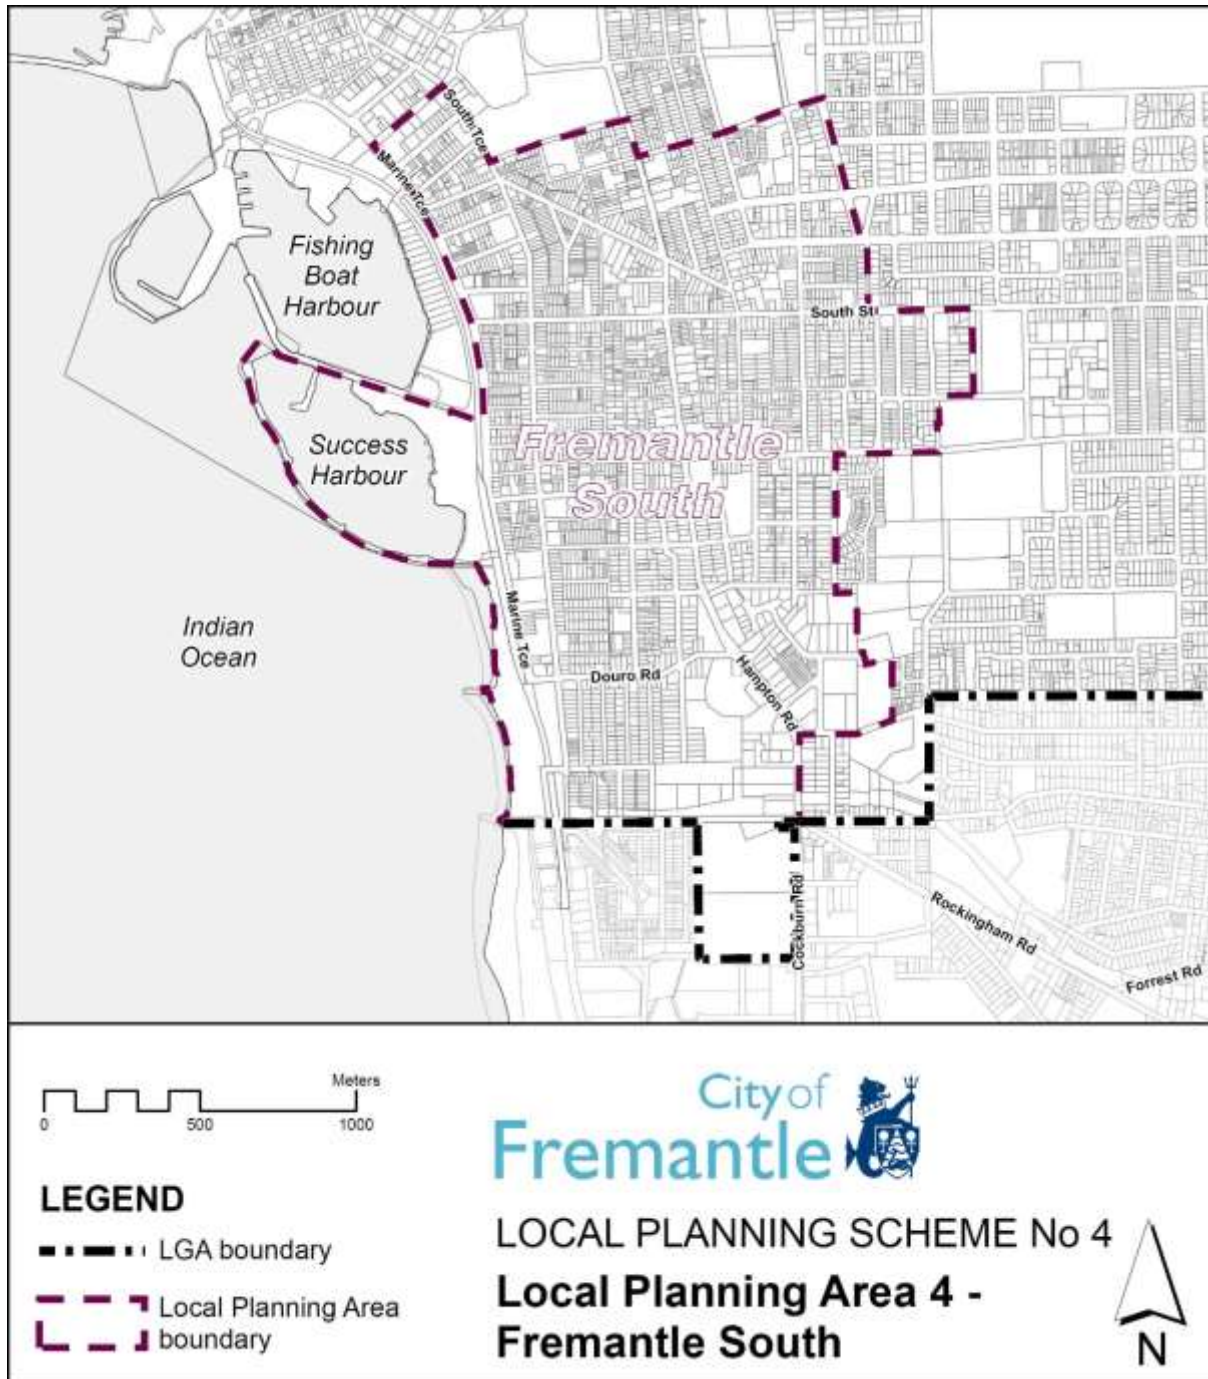 South Tce
Marine Tce
Fishing
Boat
Harbour
South St
Fremantle
South
Success
Harbour
Indian
Ocean
Marine Tce
Douro Rd
Hampton Rd
Cockburn Rd
Rockingham Rd
Forrest Rd
Meters
0 500 1000
City of
Fremantle
LEGEND
LGA boundary
Local Planning Area
boundary
LOCAL PLANNING SCHEME No 4
Local Planning Area 4 -
Fremantle South
N